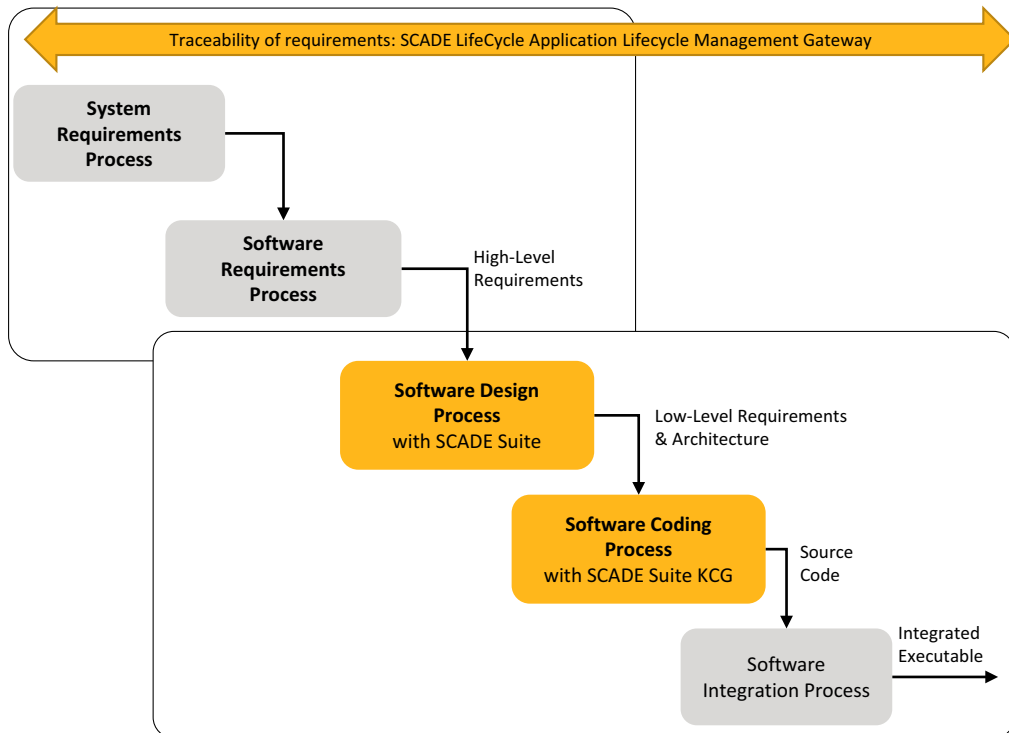 Traceability of requirements: SCADE LifeCycle Application Lifecycle Management Gateway
System
Requirements
Process
Software
Requirements
Process
High-Level
Requirements
Software Design
Process
with SCADE Suite
Low-Level Requirements
& Architecture
Software Coding
Process
with SCADE Suite KCG
Source
Code
Software
Integration Process
Integrated
Executable